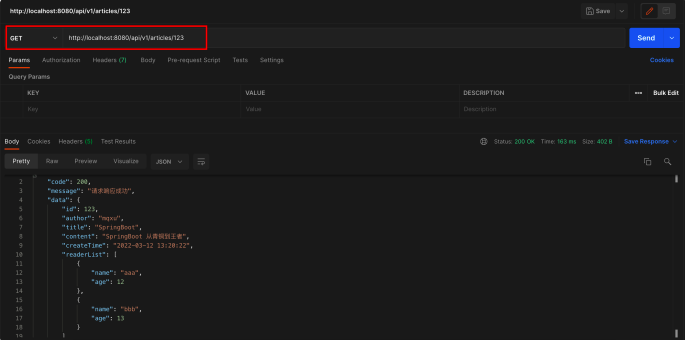 http://localhost:8080/api/v1/articles/123
Save
GET http://localhost:8080/api/v1/articles/123 Send
Params Authorization Headers (7) Body Pre-request Script Tests Settings Cookies
Query Params
KEY VALUE DESCRIPTION ••• Bulk Edit
Key Value Description
Body Cookies Headers (5) Test Results Status: 200 OK Time: 163 ms Size: 402 B Save Response
Pretty Raw Preview Visualize JSON
2 "code": 200,
3 "message": "请求响应成功",
4 "data": {
5 "id": 123,
6 "author": "mqxu",
7 "title": "SpringBoot",
8 "content": "SpringBoot 从青铜到王者",
9 "createTime": "2022-03-12 13:20:22",
10 "readerList": [
11 {
12 "name": "aaa",
13 "age": 12
14 },
15 {
16 "name": "bbb",
17 "age": 13
18 }
19 ]